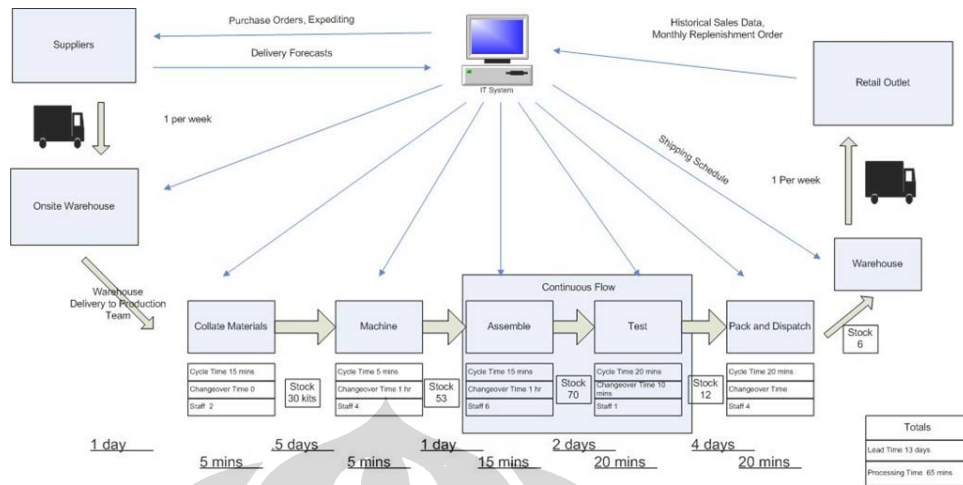 Purchase Orders, Expediting
Suppliers
Delivery Forecasts
IT System
Historical Sales Data,
Monthly Replenishment Order
Retail Outlet
1 per week
Onsite Warehouse
Shipping Schedule
1 Per week
Warehouse
Warehouse
Delivery to Production
Team
Continuous Flow
Collate Materials
Machine
Assemble
Test
Pack and Dispatch
Stock
6
Cycle Time 15 mins
Changeover Time 0
Staff 2
Stock
30 kits
Cycle Time 5 mins
Changeover Time 1 hr
Staff 4
Stock
53
Cycle Time 15 mins
Changeover Time 1 hr
Staff 6
Stock
70
Cycle Time 20 mins
Changeover Time 10
mins
Staff 1
Stock
12
Cycle Time 20 mins
Changeover Time
Staff 4
1 day
.5 days
1 day
2 days
4 days
5 mins
5 mins
15 mins
20 mins
20 mins
Totals
Lead Time 13 days
Processing Time 65 mins